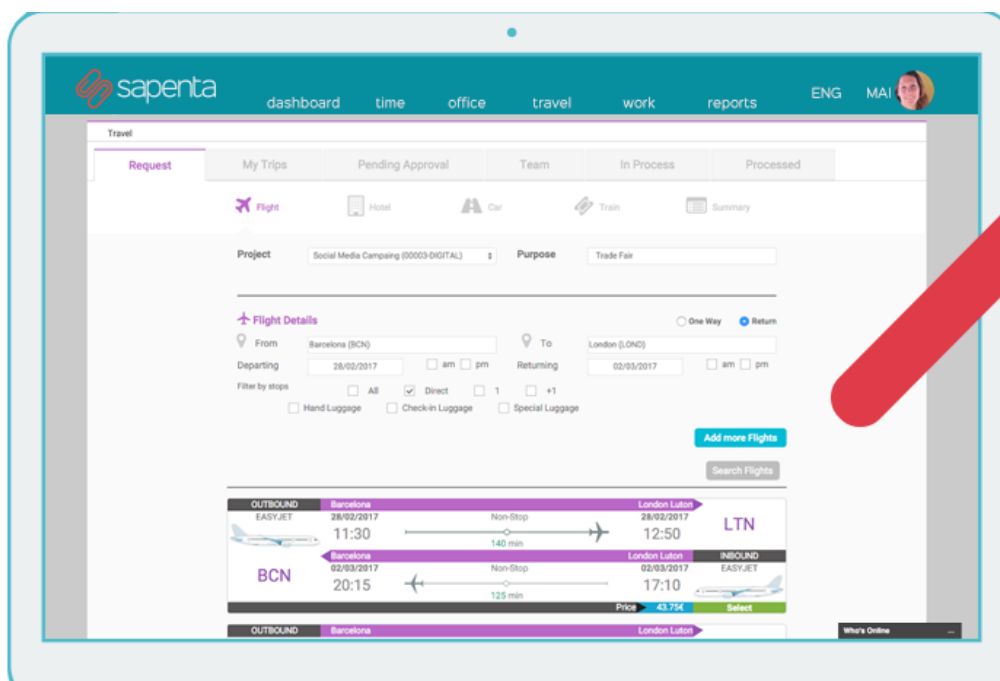 sapenta
dashboard time office travel work reports ENG MAI
Travel
Request My Trips Pending Approval Team In Process Processed
Flight Hotel Car Train Summary
Project Social Media Campaing (00003-DIGITAL) Purpose Trade Fair
Flight Details One Way Return
From Barcelona (BCN) To London (LOND)
Departing 28/02/2017 am pm Returning 02/03/2017 am pm
Filter by stops All Direct 1 +1
Hand Luggage Check-in Luggage Special Luggage
Add more Flights
Search Flights
OUTBOUND Barcelona London Luton
EASYJET 28/02/2017 Non-Stop 28/02/2017 LTN
11:30 12:50
140 min
Barcelona London Luton INBOUND
BCN 02/03/2017 Non-Stop 02/03/2017 EASYJET
20:15 17:10
125 min
Price 43.75€ Select
OUTBOUND Barcelona London Luton
Who's Online